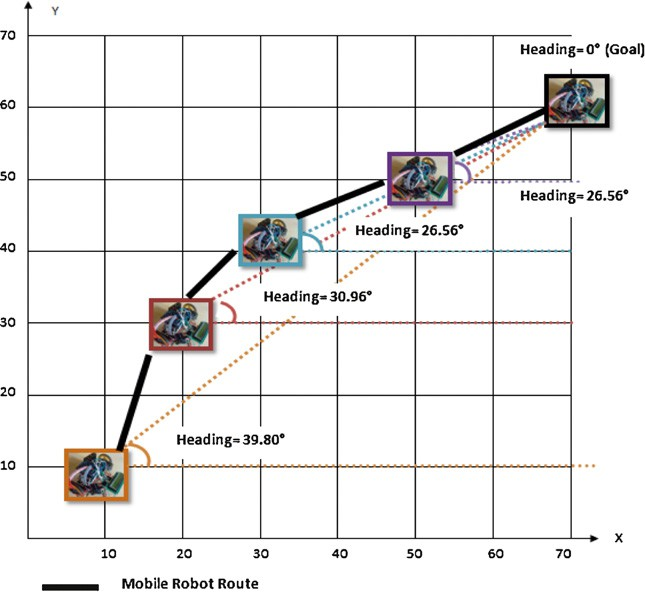 Y
70
Heading=0° (Goal)
60
50
Heading=26.56°
Heading=26.56°
40
Heading=30.96°
30
20
Heading=39.80°
10
10 20 30 40 50 60 70
X
Mobile Robot Route